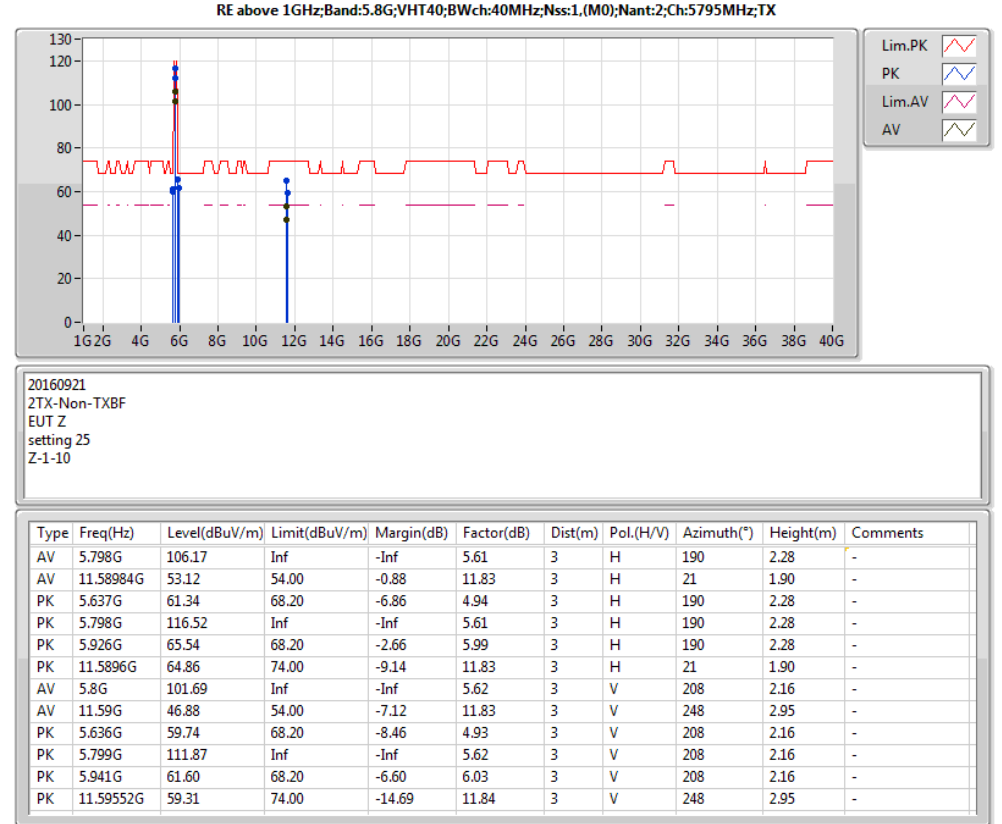 RE above 1GHz;Band:5.8G;VHT40;BWch:40MHz;Nss:1,(M0);Nant:2;Ch:5795MHz;TX
130
120
100
80
60
40
20
0
1G 2G 4G 6G 8G 10G 12G 14G 16G 18G 20G 22G 24G 26G 28G 30G 32G 34G 36G 38G 40G
Lim.PK
PK
Lim.AV
AV
20160921
2TX-Non-TXBF
EUT Z
setting 25
Z-1-10
Type Freq(Hz) Level(dBuV/m) Limit(dBuV/m) Margin(dB) Factor(dB) Dist(m) Pol.(H/V) Azimuth(°) Height(m) Comments
AV 5.798G 106.17 Inf -Inf 5.61 3 H 190 2.28 -
AV 11.58984G 53.12 54.00 -0.88 11.83 3 H 21 1.90 -
PK 5.637G 61.34 68.20 -6.86 4.94 3 H 190 2.28 -
PK 5.798G 116.52 Inf -Inf 5.61 3 H 190 2.28 -
PK 5.926G 65.54 68.20 -2.66 5.99 3 H 190 2.28 -
PK 11.5896G 64.86 74.00 -9.14 11.83 3 H 21 1.90 -
AV 5.8G 101.69 Inf -Inf 5.62 3 V 208 2.16 -
AV 11.59G 46.88 54.00 -7.12 11.83 3 V 248 2.95 -
PK 5.636G 59.74 68.20 -8.46 4.93 3 V 208 2.16 -
PK 5.799G 111.87 Inf -Inf 5.62 3 V 208 2.16 -
PK 5.941G 61.60 68.20 -6.60 6.03 3 V 208 2.16 -
PK 11.59552G 59.31 74.00 -14.69 11.84 3 V 248 2.95 -